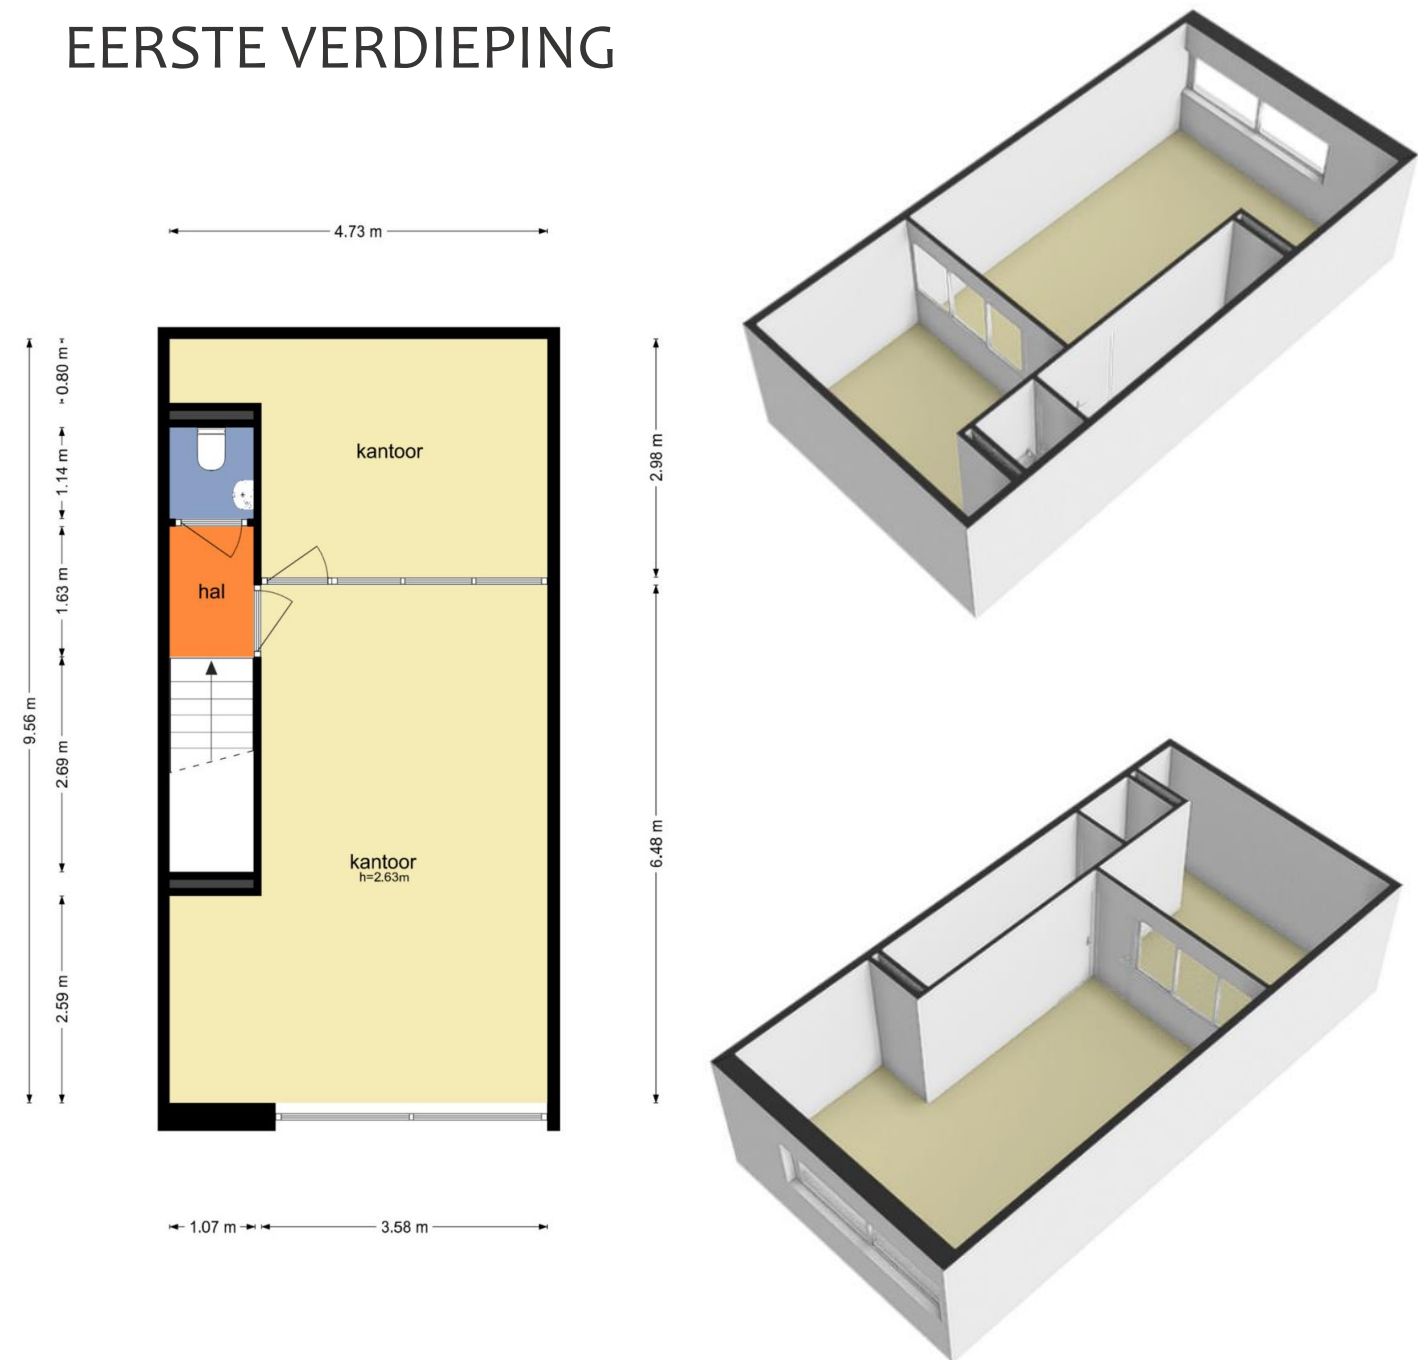 EERSTE VERDIEPING
4.73 m
0.80 m
1.14 m
1.63 m
2.69 m
2.59 m
9.56 m
kantoor
hal
kantoor
h=2.63m
2.98 m
6.48 m
1.07 m
3.58 m